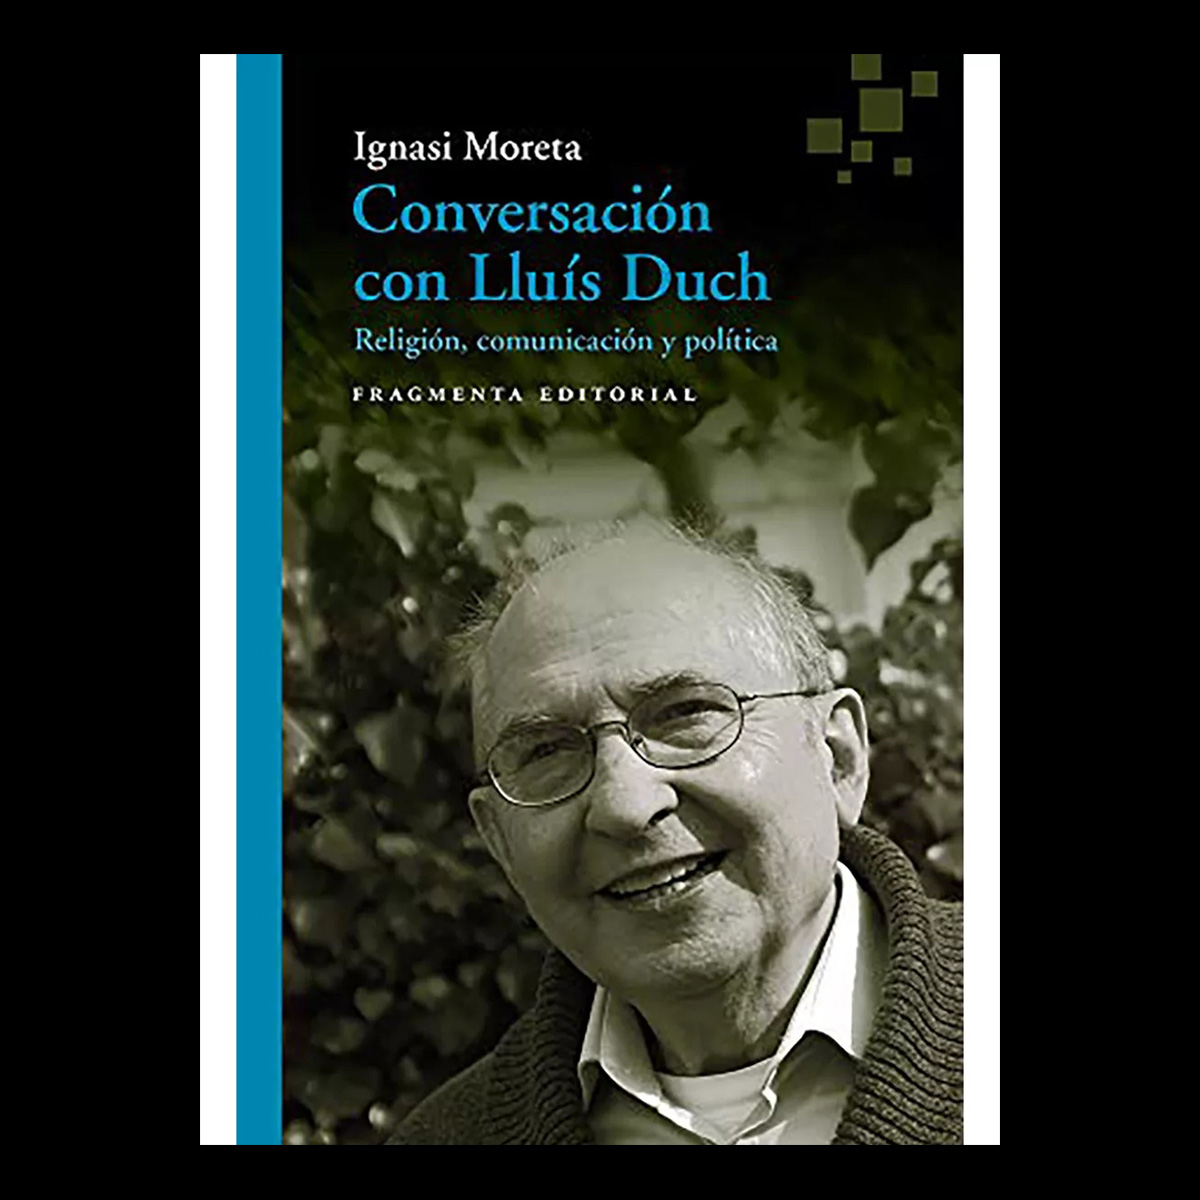 Ignasi Moreta
Conversación
con Lluís Duch
Religión, comunicación y política
FRAGMENTA EDITORIAL